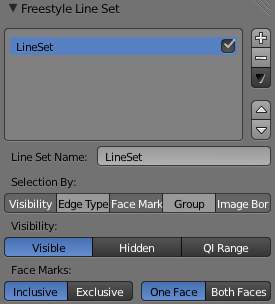 Freestyle Line Set
LineSet
Line Set Name: LineSet
Selection By:
Visibility Edge Type Face Mark Group Image Bor
Visibility:
Visible Hidden QI Range
Face Marks:
Inclusive Exclusive One Face Both Faces